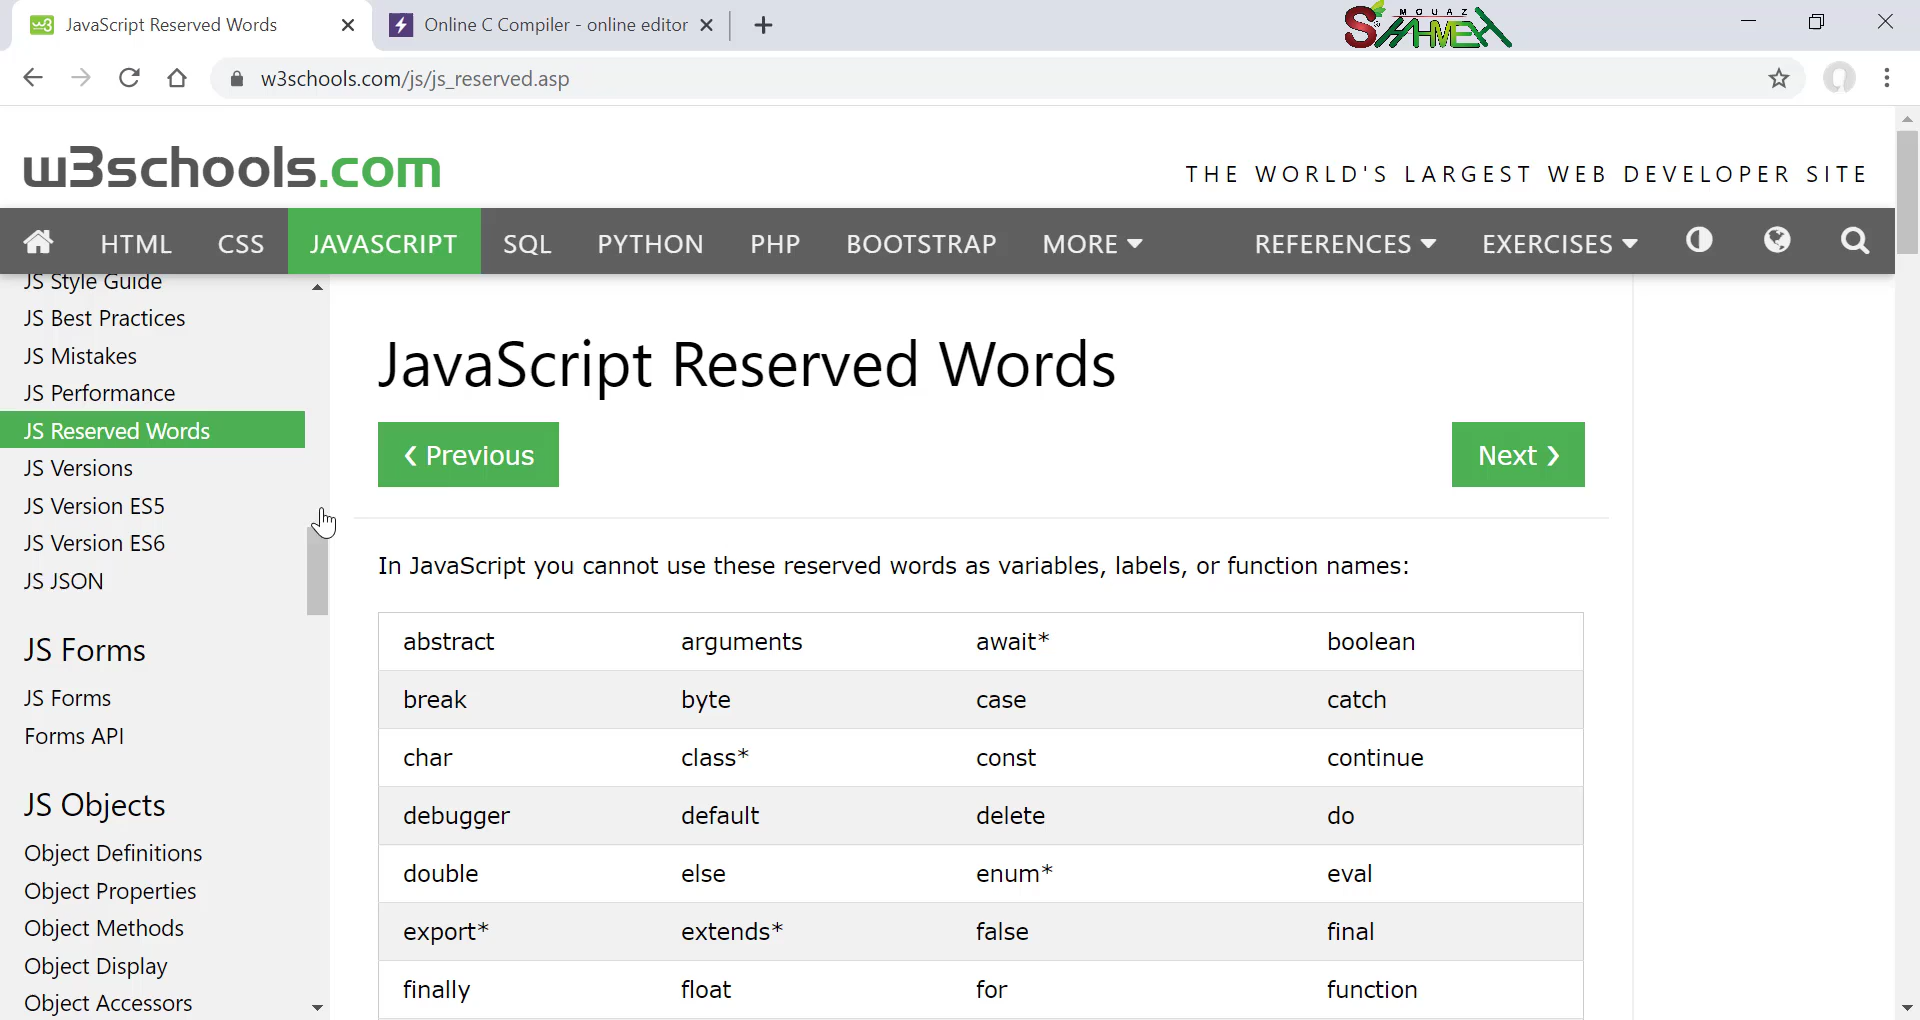 JavaScript Reserved Words
Online C Compiler - online editor
MOUAZ
w3schools.com/js/js_reserved.asp
w3schools.com
THE WORLD'S LARGEST WEB DEVELOPER SITE
HTML CSS JAVASCRIPT SQL PYTHON PHP BOOTSTRAP MORE REFERENCES EXERCISES
JS Style Guide
JS Best Practices
JS Mistakes
JS Performance
JS Reserved Words
JS Versions
JS Version ES5
JS Version ES6
JS JSON
JS Forms
JS Forms
Forms API
JS Objects
Object Definitions
Object Properties
Object Methods
Object Display
Object Accessors
JavaScript Reserved Words
❮ Previous
Next ❯
In JavaScript you cannot use these reserved words as variables, labels, or function names:
abstract arguments await* boolean
break byte case catch
char class* const continue
debugger default delete do
double else enum* eval
export* extends* false final
finally float for function